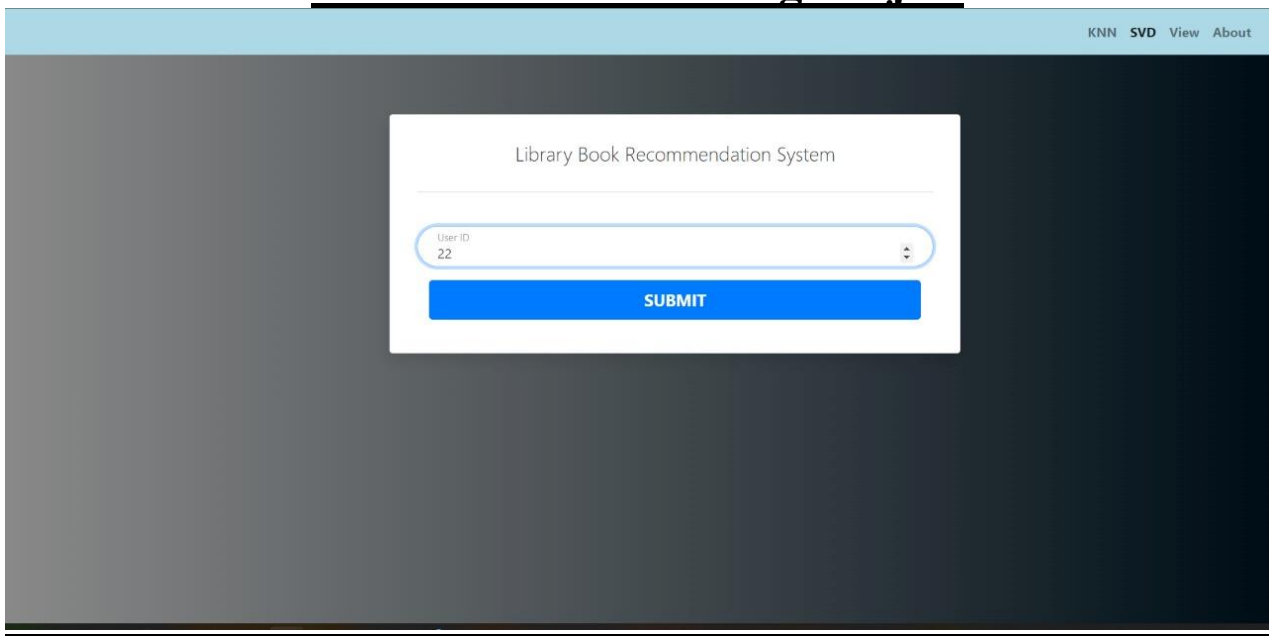 KNN SVD View About
Library Book Recommendation System
User ID
22
SUBMIT